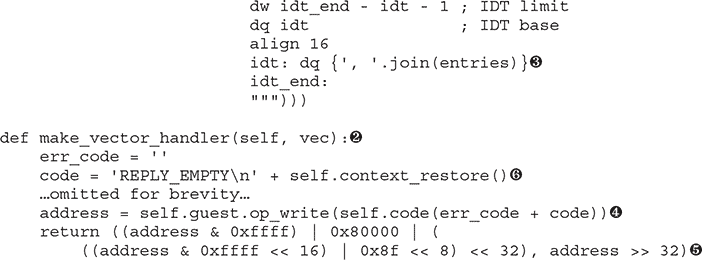 dw idt_end - idt - 1 ; IDT limit
dq idt               ; IDT base
align 16
idt: dq {', '.join(entries)}❸
idt_end:
""")))
def make_vector_handler(self, vec):❷
err_code = ''
code = 'REPLY_EMPTY\n' + self.context_restore()❻
…omitted for brevity…
address = self.guest.op_write(self.code(err_code + code))❹
return ((address & 0xffff) | 0x80000 | (
((address & 0xffff << 16) | 0x8f << 8) << 32), address >> 32)❺